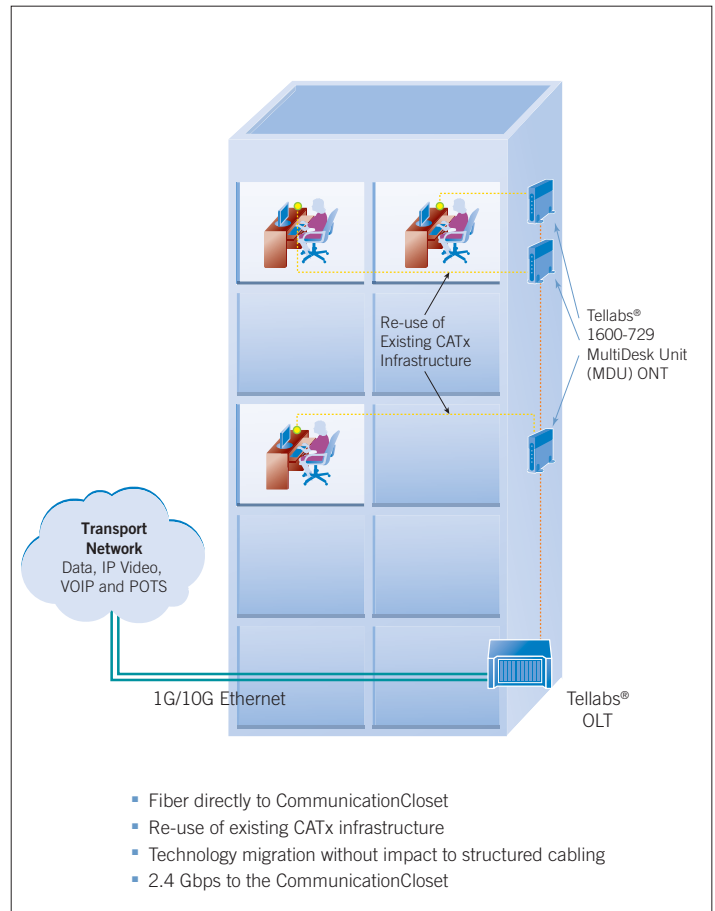 Re-use of
Existing CATx
Infrastructure
Tellabs®
1600-729
MultiDesk Unit
(MDU) ONT
Transport
Network
Data, IP Video,
VOIP and POTS
1G/10G Ethernet
Tellabs®
OLT
▪ Fiber directly to CommunicationCloset
▪ Re-use of existing CATx infrastructure
▪ Technology migration without impact to structured cabling
▪ 2.4 Gbps to the CommunicationCloset